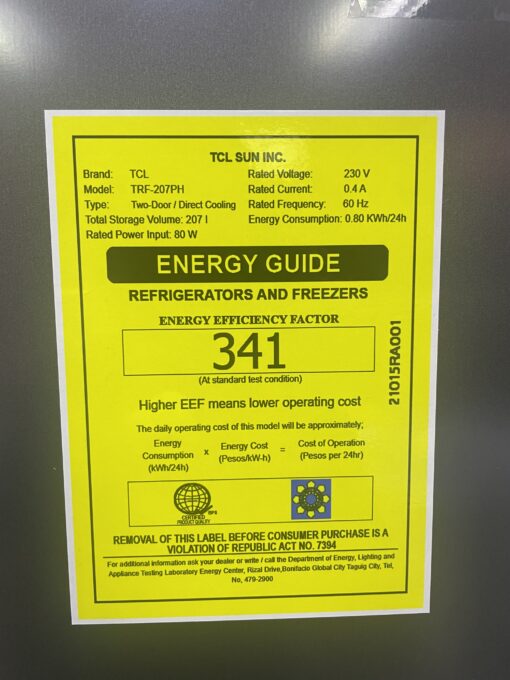 TCL SUN INC.
Brand: TCL Rated Voltage: 230 V
Model: TRF-207PH Rated Current: 0.4 A
Type: Two-Door / Direct Cooling Rated Frequency: 60 Hz
Total Storage Volume: 207 l Energy Consumption: 0.80 KWh/24h
Rated Power Input: 80 W
ENERGY GUIDE
REFRIGERATORS AND FREEZERS
ENERGY EFFICIENCY FACTOR
341
(At standard test condition)
21015RA001
Higher EEF means lower operating cost
The daily operating cost of this model will be approximately;
Energy Consumption (kWh/24h) x Energy Cost (Pesos/kW-h) = Cost of Operation (Pesos per 24hr)
BPS
CERTIFIED
PRODUCT QUALITY
REMOVAL OF THIS LABEL BEFORE CONSUMER PURCHASE IS A
VIOLATION OF REPUBLIC ACT NO. 7394
For additional information ask your dealer or write / call the Department of Energy, Lighting and
Appliance Testing Laboratory Energy Center, Rizal Drive,Bonifacio Global City Taguig City, Tel,
No, 479-2900